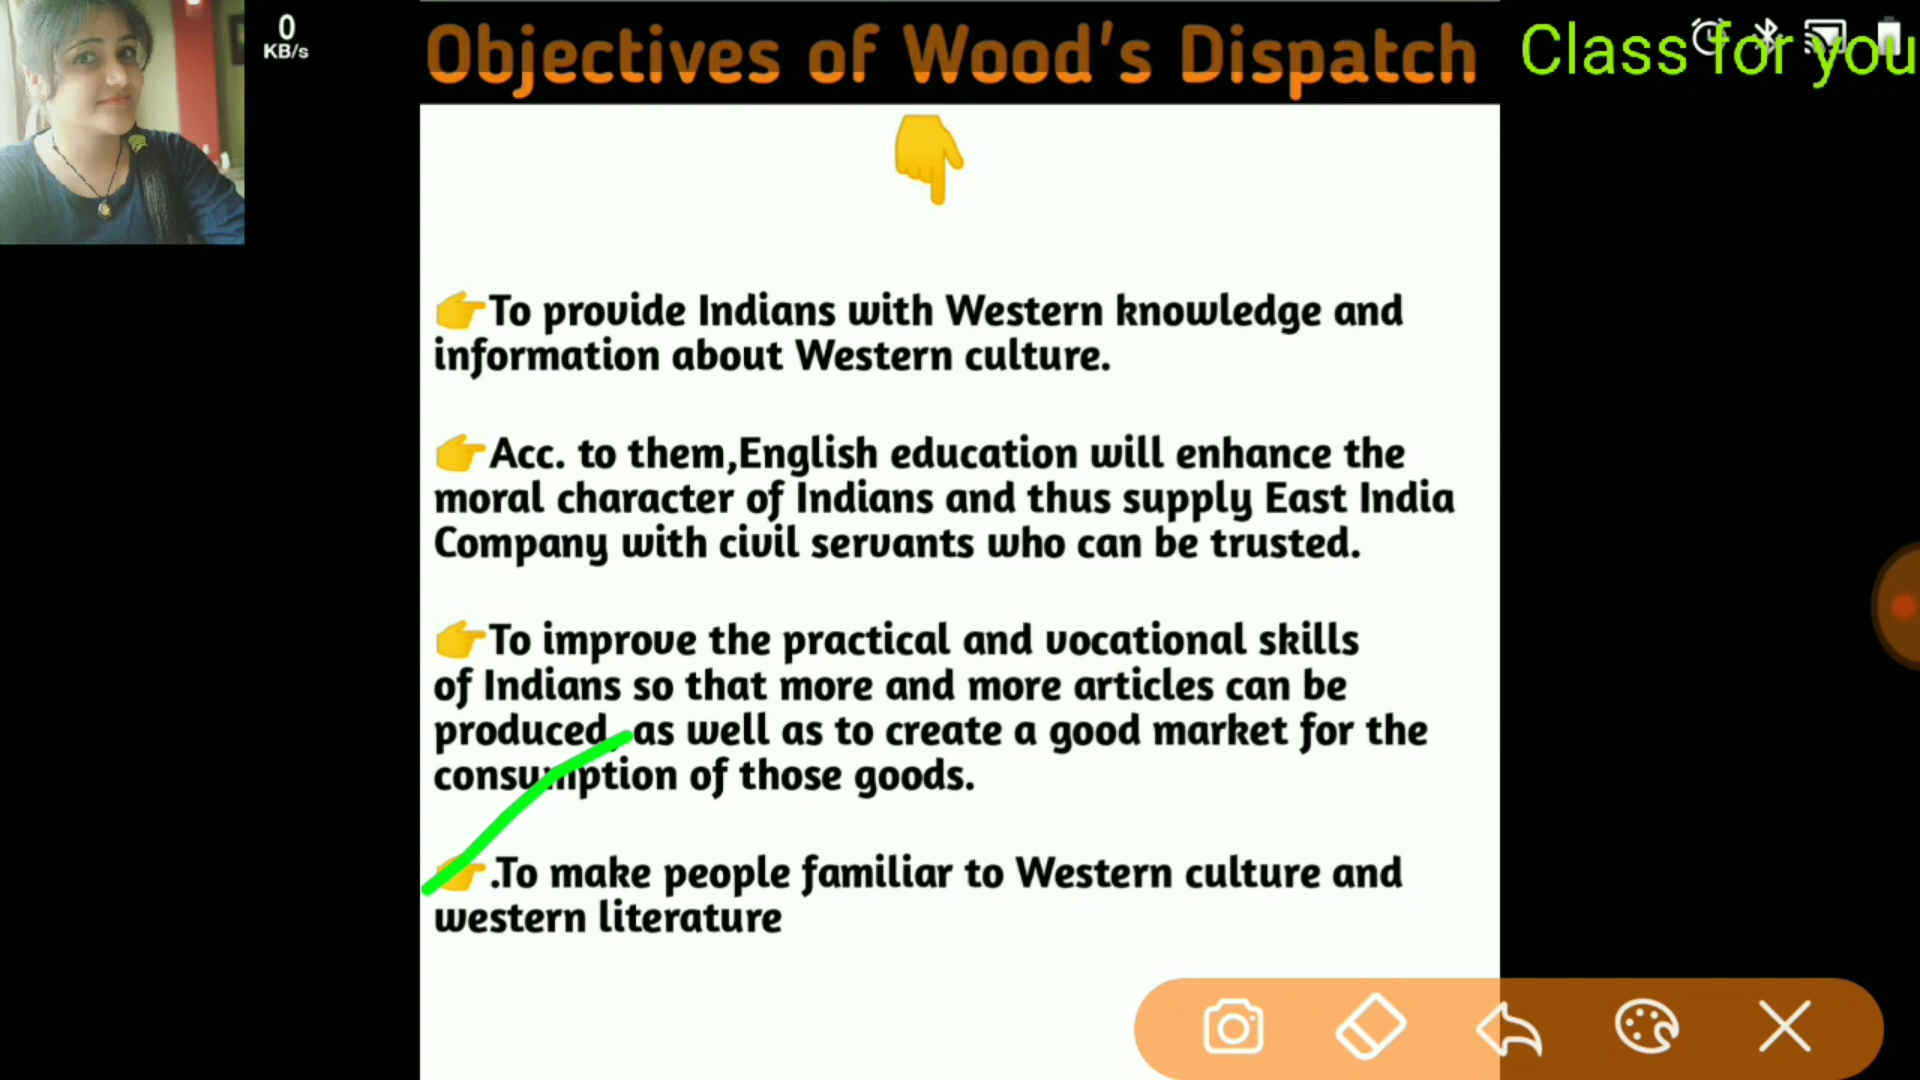 0
KB/s
Objectives of Wood's Dispatch
Class for you
To provide Indians with Western knowledge and
information about Western culture.
Acc. to them,English education will enhance the
moral character of Indians and thus supply East India
Company with civil servants who can be trusted.
To improve the practical and vocational skills
of Indians so that more and more articles can be
produced, as well as to create a good market for the
consumption of those goods.
.To make people familiar to Western culture and
western literature